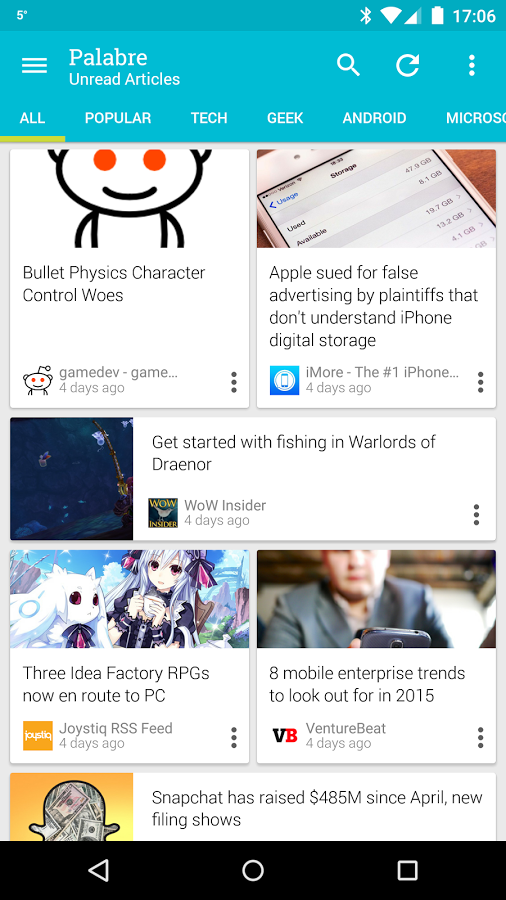 5°
17:06
Palabre
Unread Articles
ALL POPULAR TECH GEEK ANDROID MICROSO
18:32
Storage
Usage
47.9 GB
8.1 GB
Used
19.7 GB
Available
13.2 GB
4.1 GB
Bullet Physics Character
Control Woes
gamedev - game...
4 days ago
Apple sued for false
advertising by plaintiffs that
don't understand iPhone
digital storage
iMore - The #1 iPhone...
4 days ago
Get started with fishing in Warlords of
Draenor
WOW
INSIDER
WoW Insider
4 days ago
Three Idea Factory RPGs
now en route to PC
joystiq
Joystiq RSS Feed
4 days ago
8 mobile enterprise trends
to look out for in 2015
VB
VentureBeat
4 days ago
Snapchat has raised $485M since April, new
filing shows